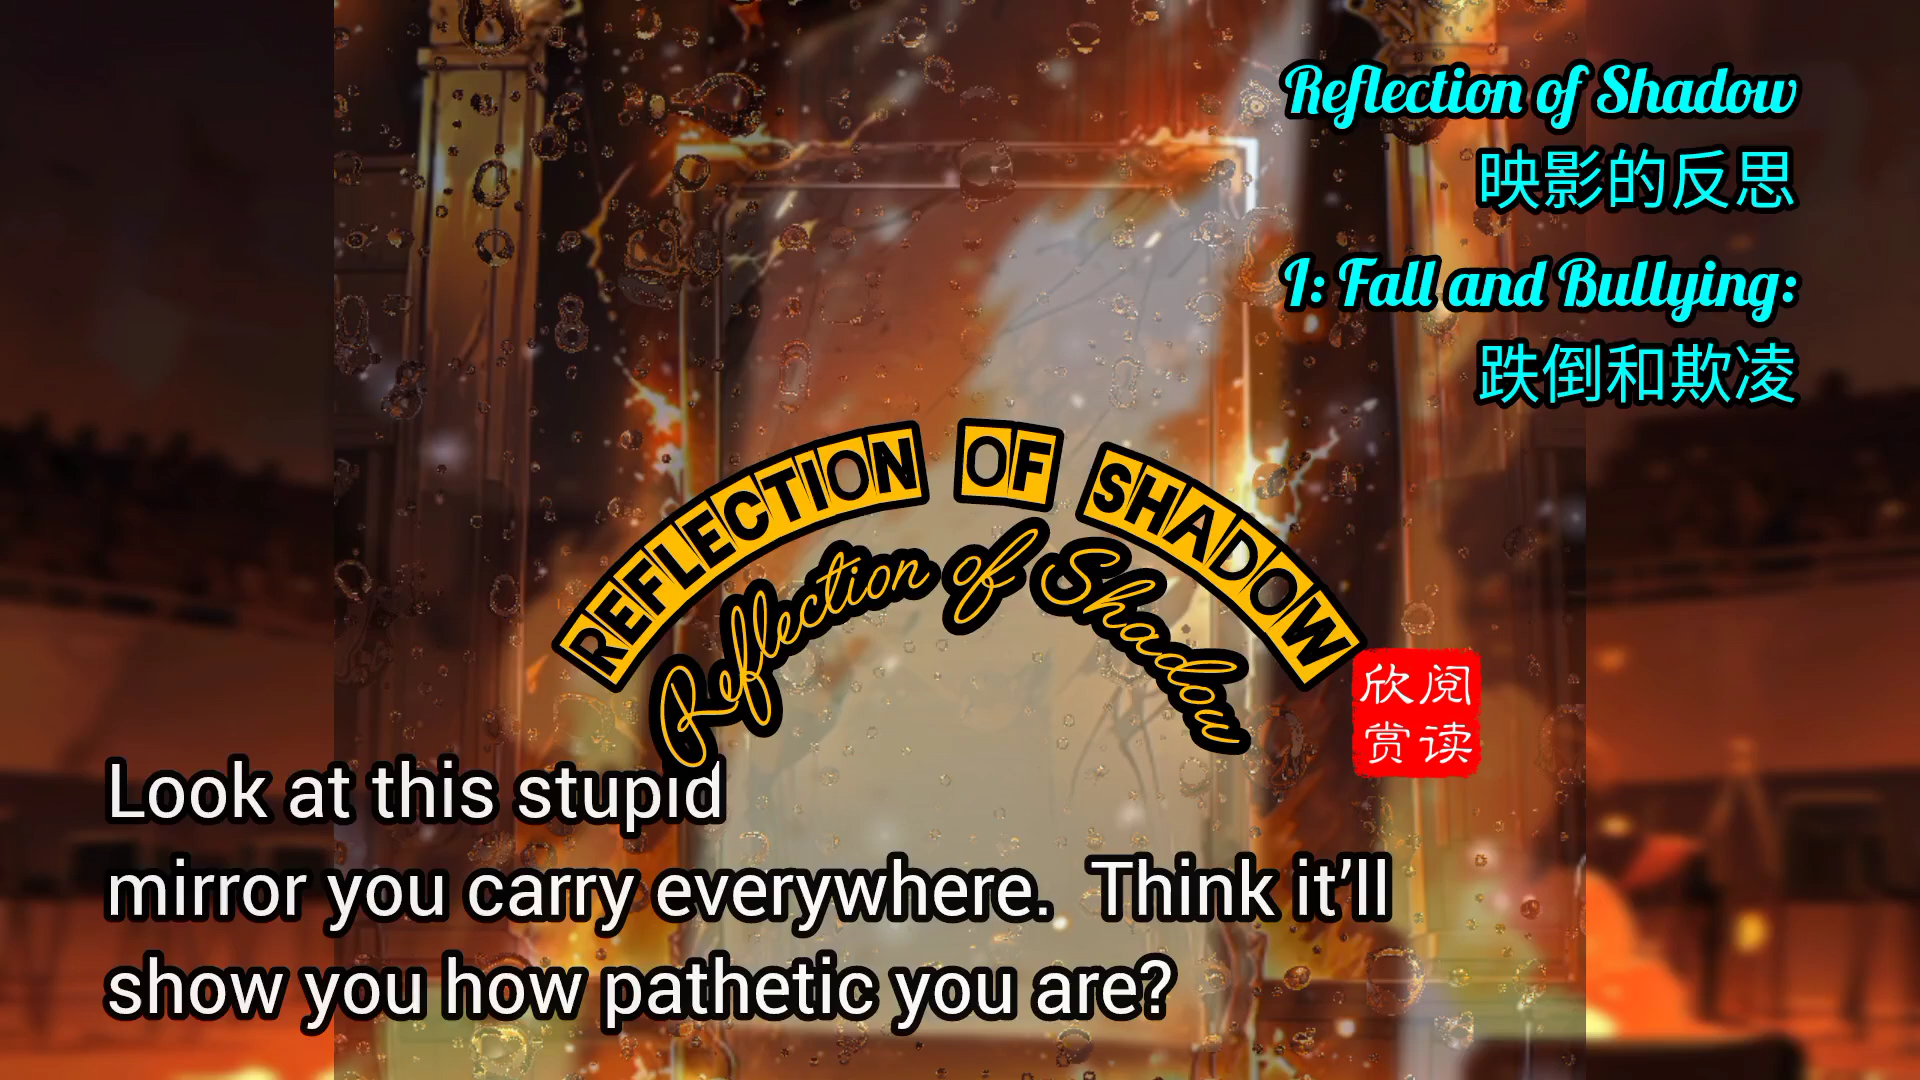 Reflection of Shadow
映影的反思
I: Fall and Bullying:
跌倒和欺凌
REFLECTION OF SHADOW
Reflection of Shadow
欣阅
赏读
Look at this stupid
mirror you carry everywhere.  Think it’ll
show you how pathetic you are?